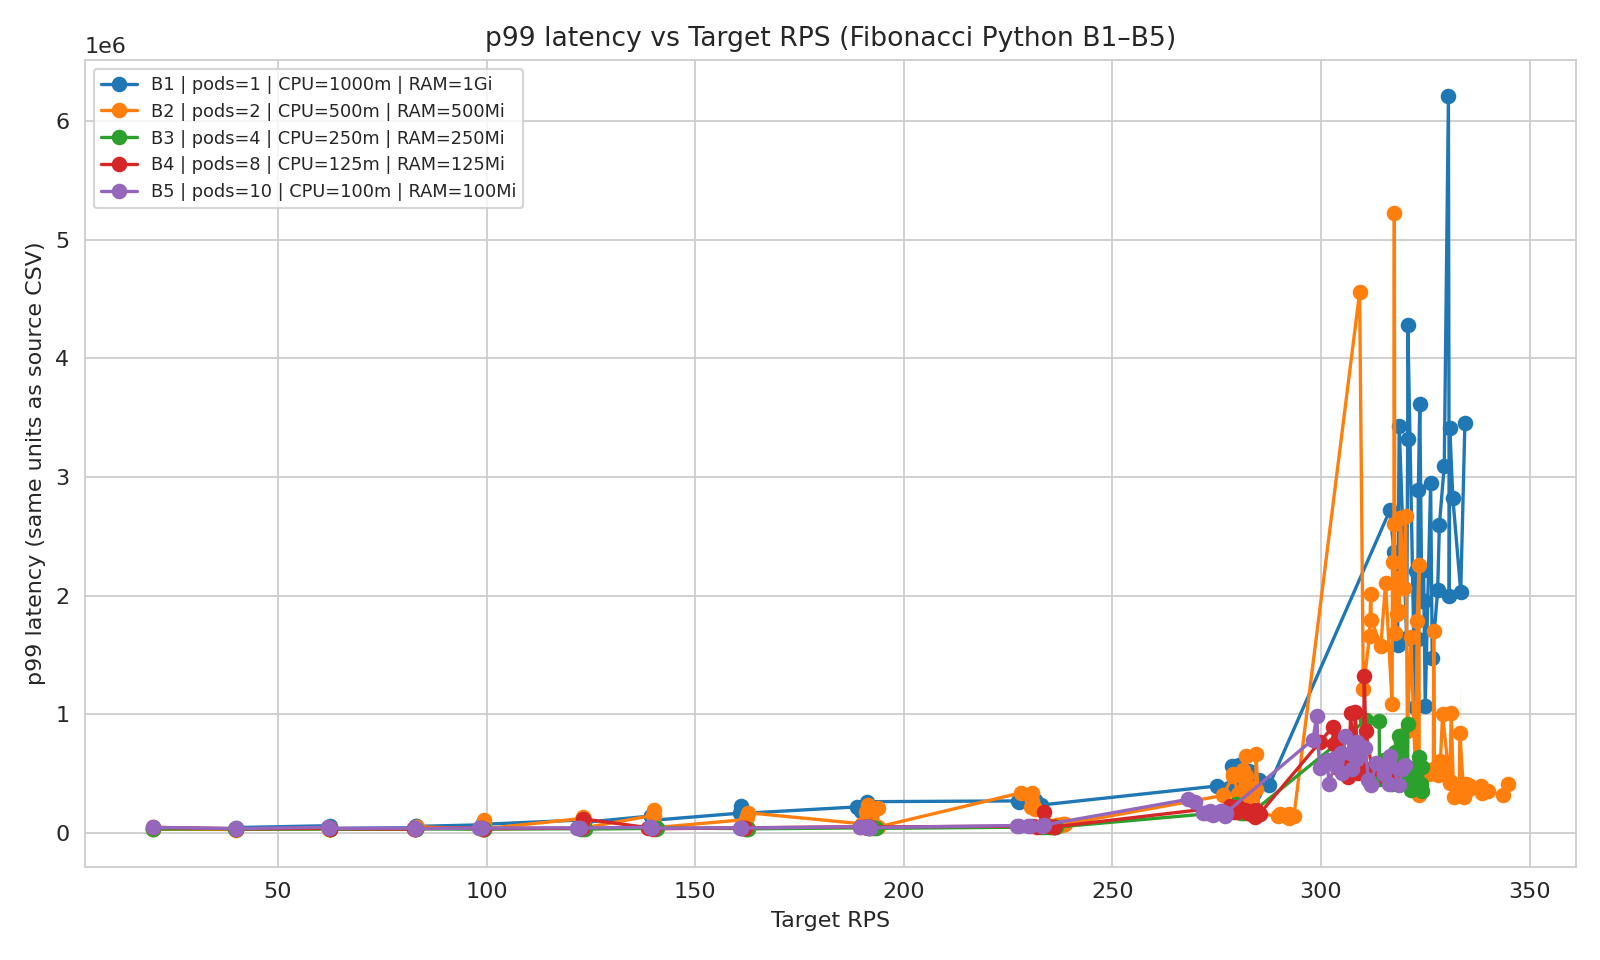 p99 latency vs Target RPS (Fibonacci Python B1–B5)
1e6
B1 | pods=1 | CPU=1000m | RAM=1Gi
B2 | pods=2 | CPU=500m | RAM=500Mi
B3 | pods=4 | CPU=250m | RAM=250Mi
B4 | pods=8 | CPU=125m | RAM=125Mi
B5 | pods=10 | CPU=100m | RAM=100Mi
p99 latency (same units as source CSV)
6
5
4
3
2
1
0
50 100 150 200 250 300 350
Target RPS